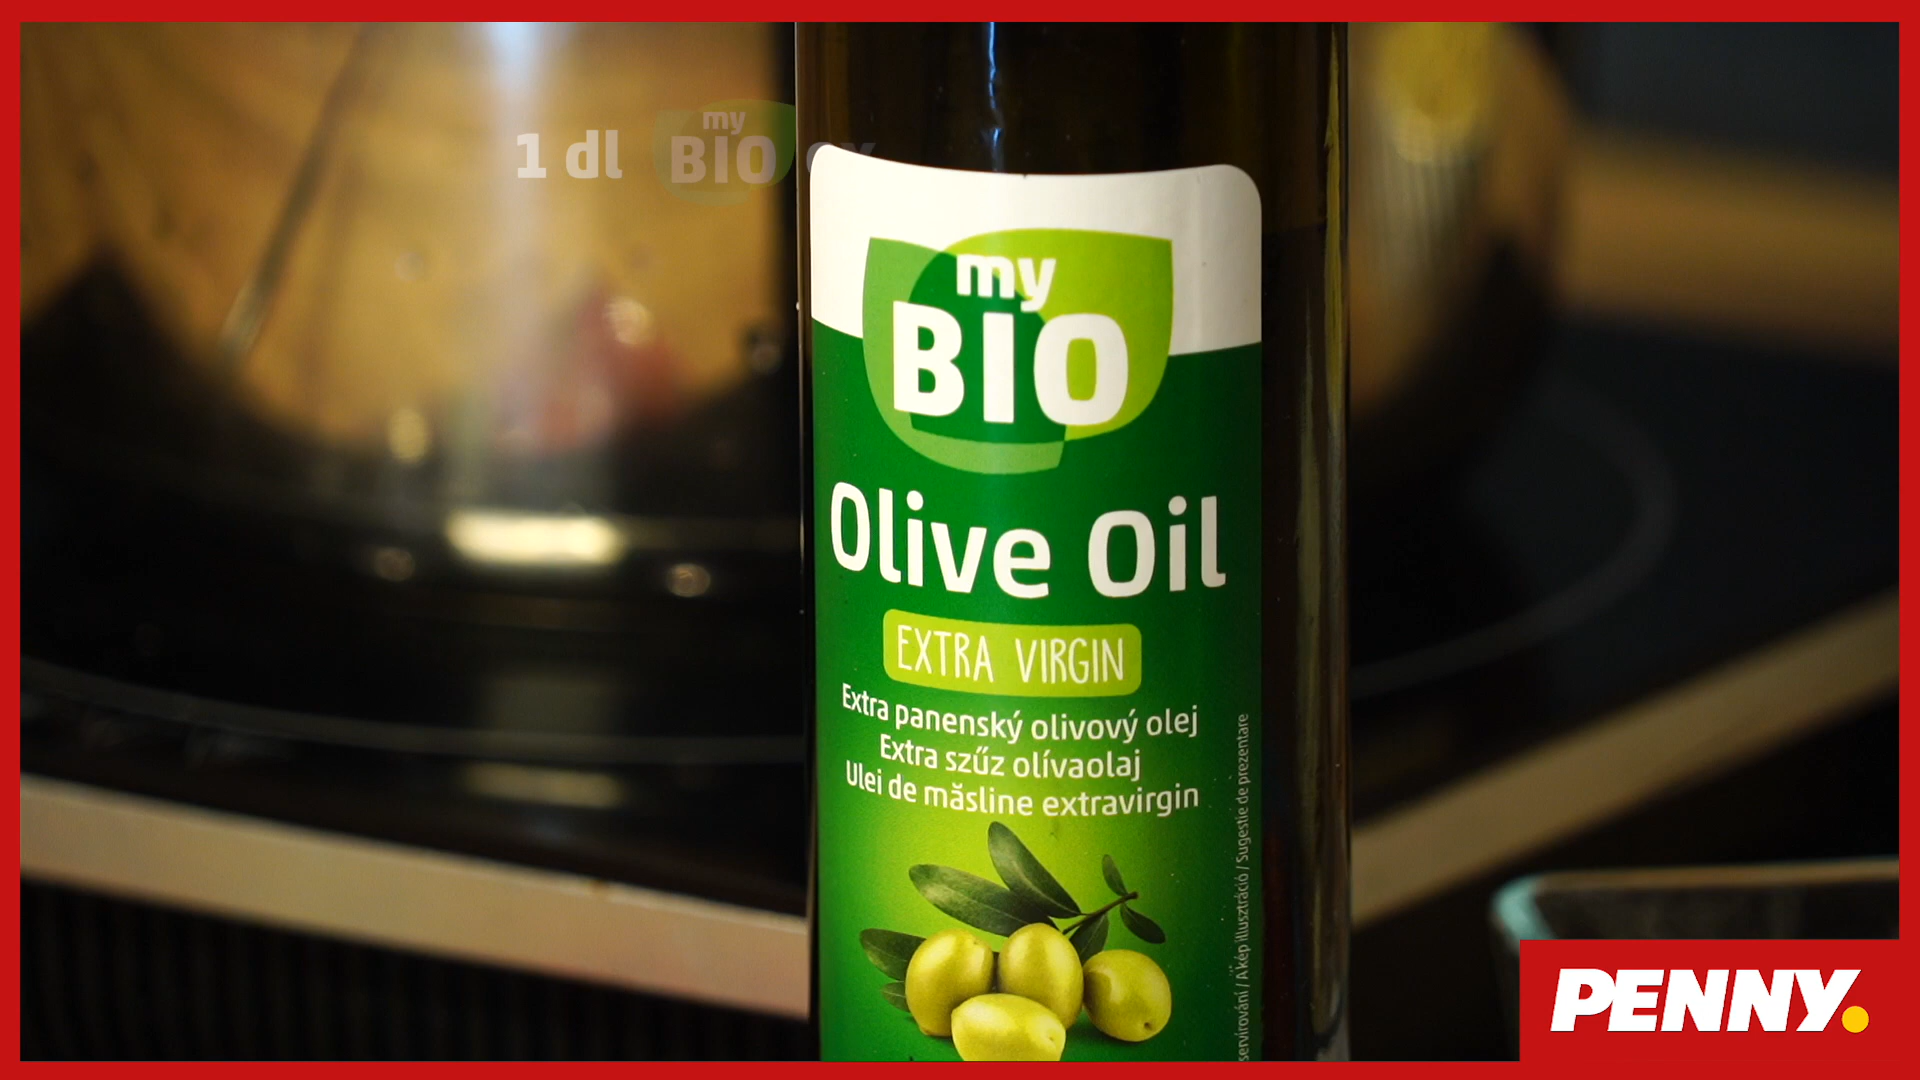 1 dl my BIO ex
my
BIO
Olive Oil
EXTRA VIRGIN
Extra panenský olivový olej
Extra szűz olívaolaj
Ulei de măsline extravirgin
servírování / A kép illusztráció / Sugestie de prezentare
PENNY.